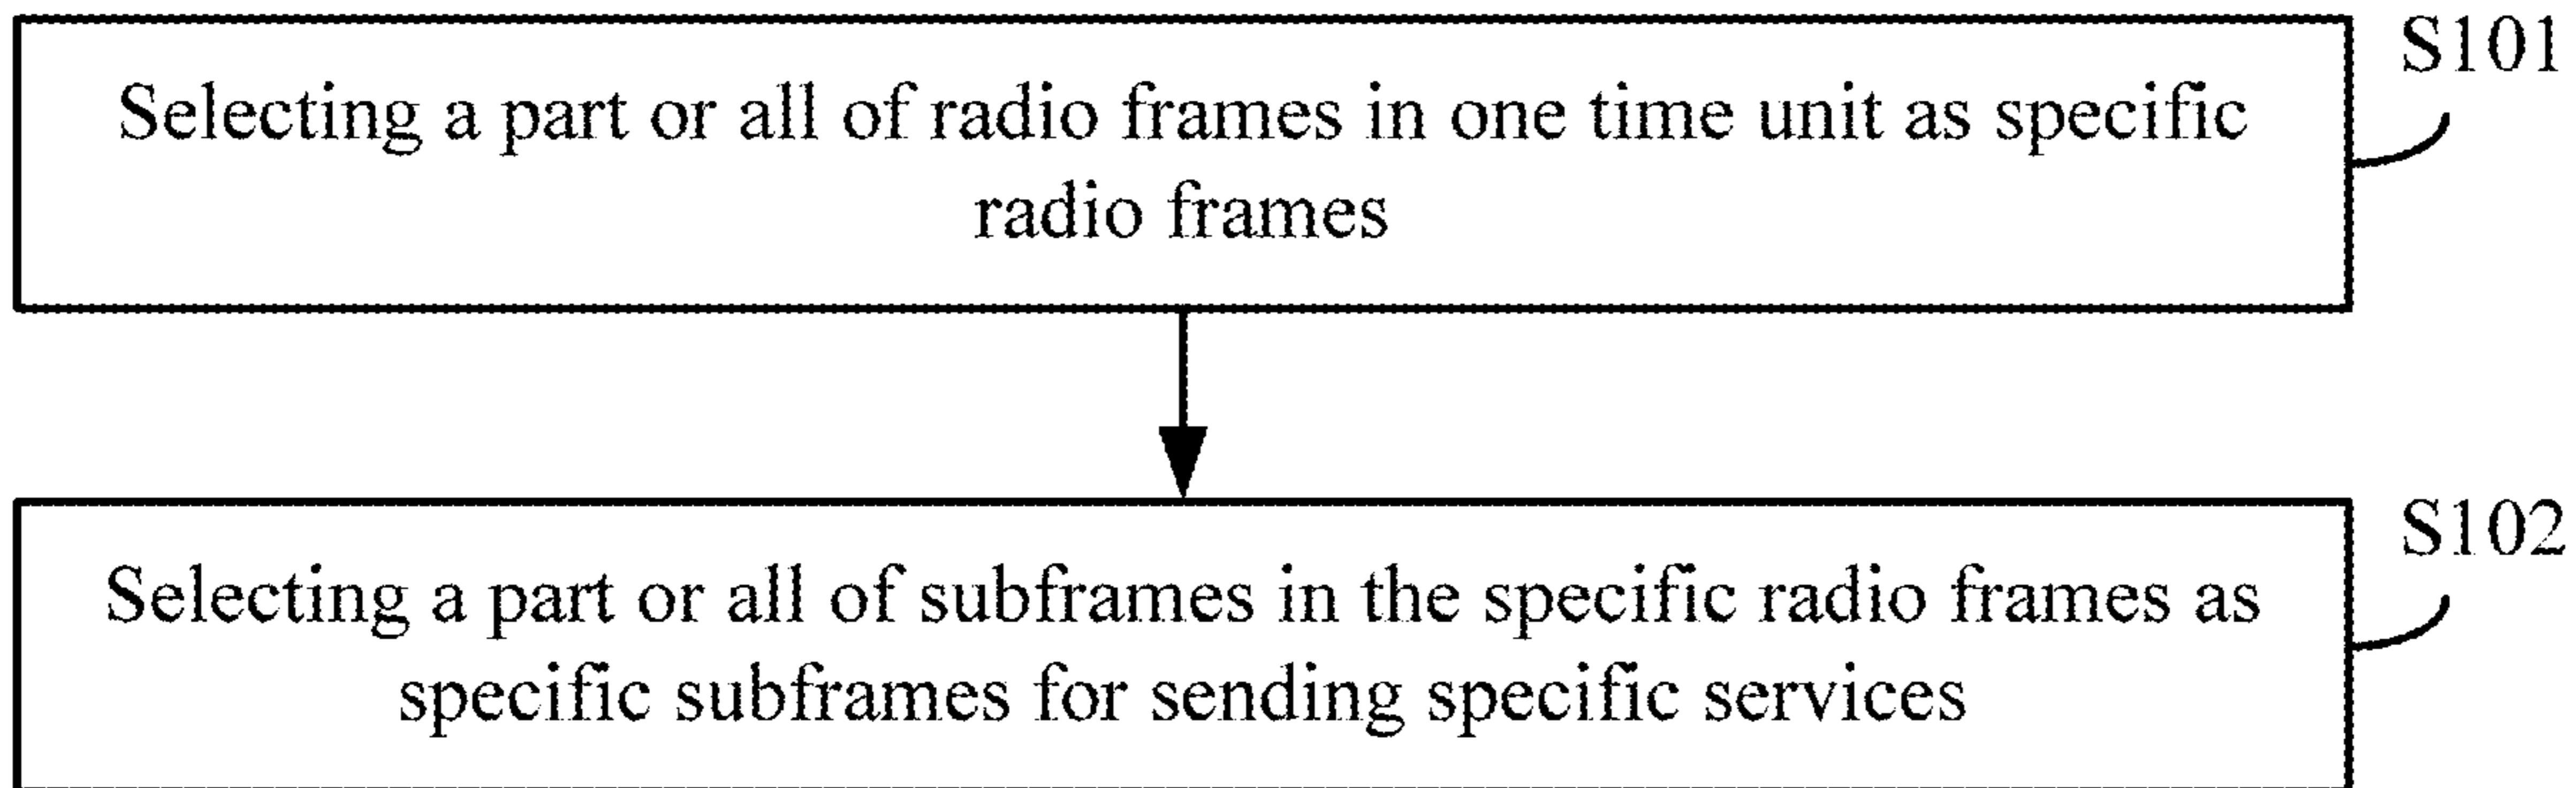 S101
Selecting a part or all of radio frames in one time unit as specific
radio frames
S102
Selecting a part or all of subframes in the specific radio frames as
specific subframes for sending specific services